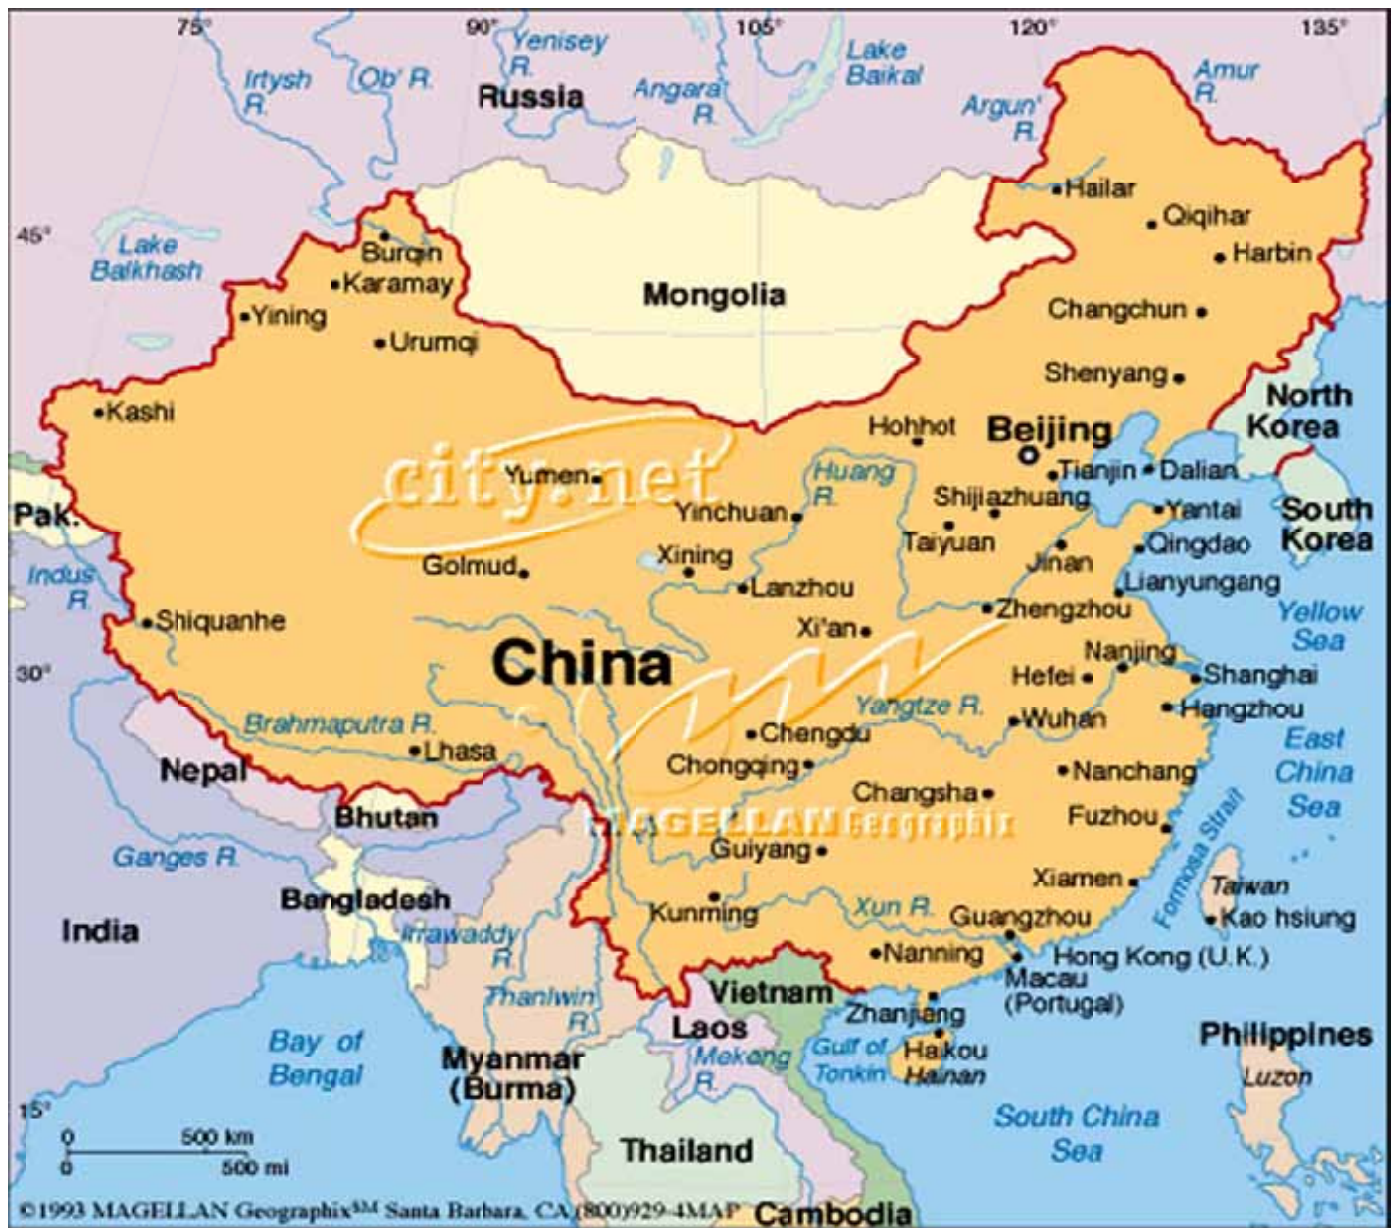 75°
90°
105°
120°
135°
Irtysh
R.
Ob' R.
Yenisey
R.
Russia
Angara
R.
Lake
Baikal
Argun'
R.
Amur
R.
Hailar
Qiqihar
Harbin
45°
Lake
Balkhash
Burqin
Karamay
Yining
Urumqi
Mongolia
Changchun
Shenyang
Kashi
North
Korea
Hohhot
Beijing
city.net
Yumen
Huang
R.
Tianjin
Dalian
Shijiazhuang
Yinchuan
Yantai
South
Korea
Pak.
Taiyuan
Jinan
Qingdao
Golmud
Xining
Lanzhou
Lianyungang
Indus
R.
Zhengzhou
Yellow
Sea
Shiquanhe
Xi'an
China
Nanjing
30°
Hefei
Shanghai
Brahmaputra R.
Yangtze R.
Wuhan
Hangzhou
Lhasa
Chengdu
East
China
Sea
Nepal
Chongqing
Nanchang
Changsha
Bhutan
MAGELLAN Geographix
Fuzhou
Formosa Strait
Ganges R.
Guiyang
Xiamen
Taiwan
Bangladesh
Kunming
Xun R.
Guangzhou
Kao hsiung
India
Irrawaddy
R.
Nanning
Hong Kong (U.K.)
Macau
(Portugal)
Vietnam
Thanlwin
R.
Zhanjiang
Laos
Philippines
Bay of
Bengal
Myanmar
(Burma)
Mekong
R.
Gulf of
Tonkin
Haikou
Hainan
Luzon
15°
South China
Sea
0 500 km
0 500 mi
Thailand
©1993 MAGELLAN Geographix℠ Santa Barbara, CA (800)929-4MAP
Cambodia